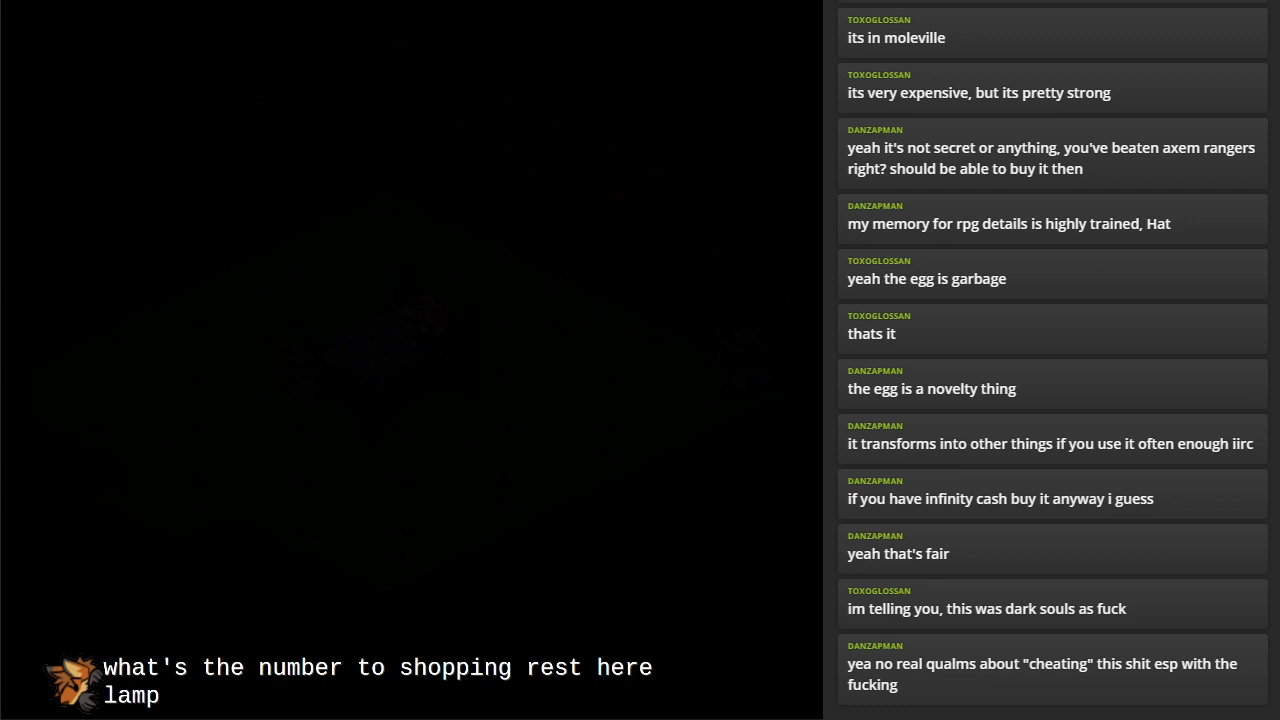 TOXOGLOSSAN
its in moleville
TOXOGLOSSAN
its very expensive, but its pretty strong
DANZAPMAN
yeah it's not secret or anything, you've beaten axem rangers
right? should be able to buy it then
DANZAPMAN
my memory for rpg details is highly trained, Hat
TOXOGLOSSAN
yeah the egg is garbage
TOXOGLOSSAN
thats it
DANZAPMAN
the egg is a novelty thing
DANZAPMAN
it transforms into other things if you use it often enough iirc
DANZAPMAN
if you have infinity cash buy it anyway i guess
DANZAPMAN
yeah that's fair
TOXOGLOSSAN
im telling you, this was dark souls as fuck
DANZAPMAN
yea no real qualms about "cheating" this shit esp with the
fucking
what's the number to shopping rest here
lamp